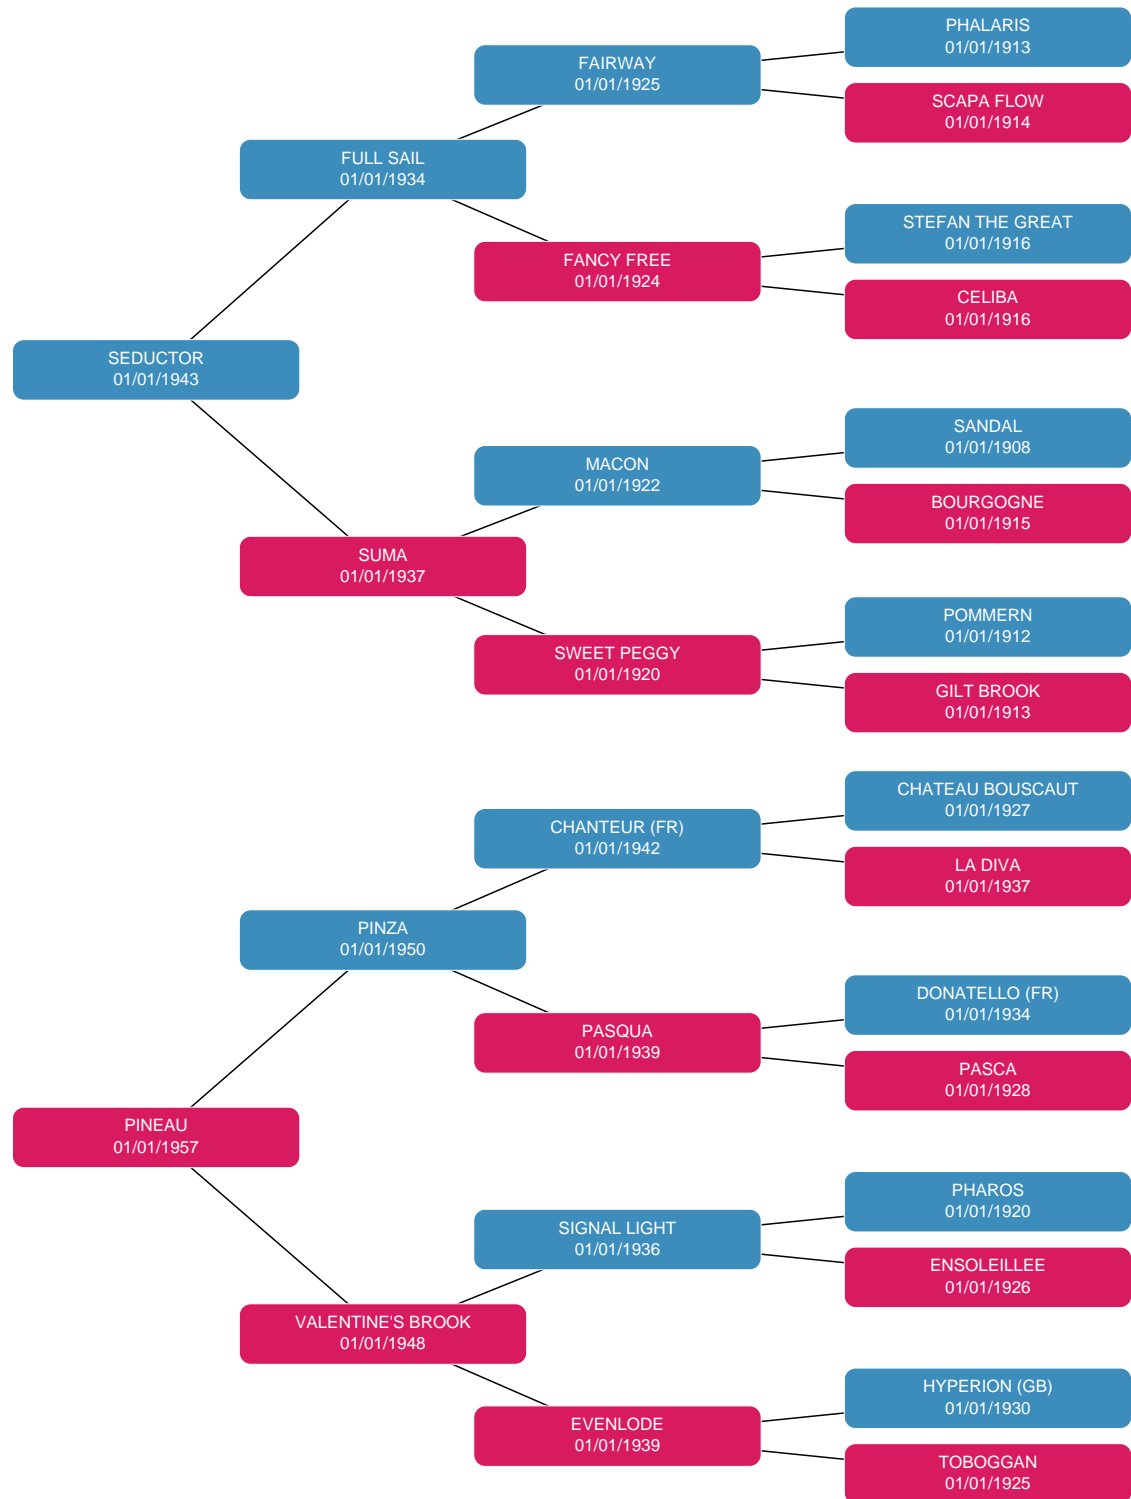 PHALARIS
01/01/1913
FAIRWAY
01/01/1925
SCAPA FLOW
01/01/1914
FULL SAIL
01/01/1934
STEFAN THE GREAT
01/01/1916
FANCY FREE
01/01/1924
CELIBA
01/01/1916
SEDUCTOR
01/01/1943
SANDAL
01/01/1908
MACON
01/01/1922
BOURGOGNE
01/01/1915
SUMA
01/01/1937
POMMERN
01/01/1912
SWEET PEGGY
01/01/1920
GILT BROOK
01/01/1913
CHATEAU BOUSCAUT
01/01/1927
CHANTEUR (FR)
01/01/1942
LA DIVA
01/01/1937
PINZA
01/01/1950
DONATELLO (FR)
01/01/1934
PASQUA
01/01/1939
PASCA
01/01/1928
PINEAU
01/01/1957
PHAROS
01/01/1920
SIGNAL LIGHT
01/01/1936
ENSOLEILLEE
01/01/1926
VALENTINE'S BROOK
01/01/1948
HYPERION (GB)
01/01/1930
EVENLODE
01/01/1939
TOBOGGAN
01/01/1925